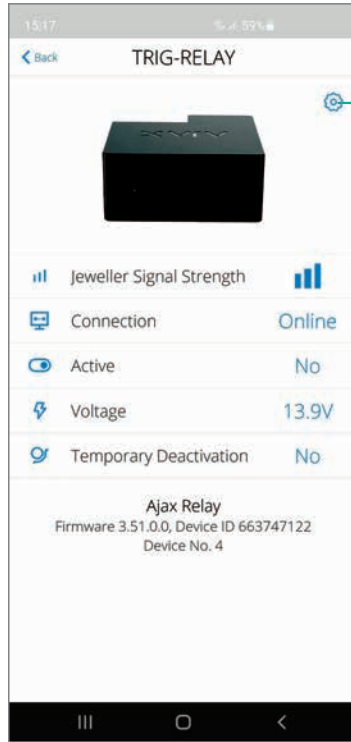 15:17 59%
Back TRIG-RELAY
AJAX
Jeweller Signal Strength
Connection Online
Active No
Voltage 13.9V
Temporary Deactivation No
Ajax Relay
Firmware 3.51.0.0, Device ID 663747122
Device No. 4